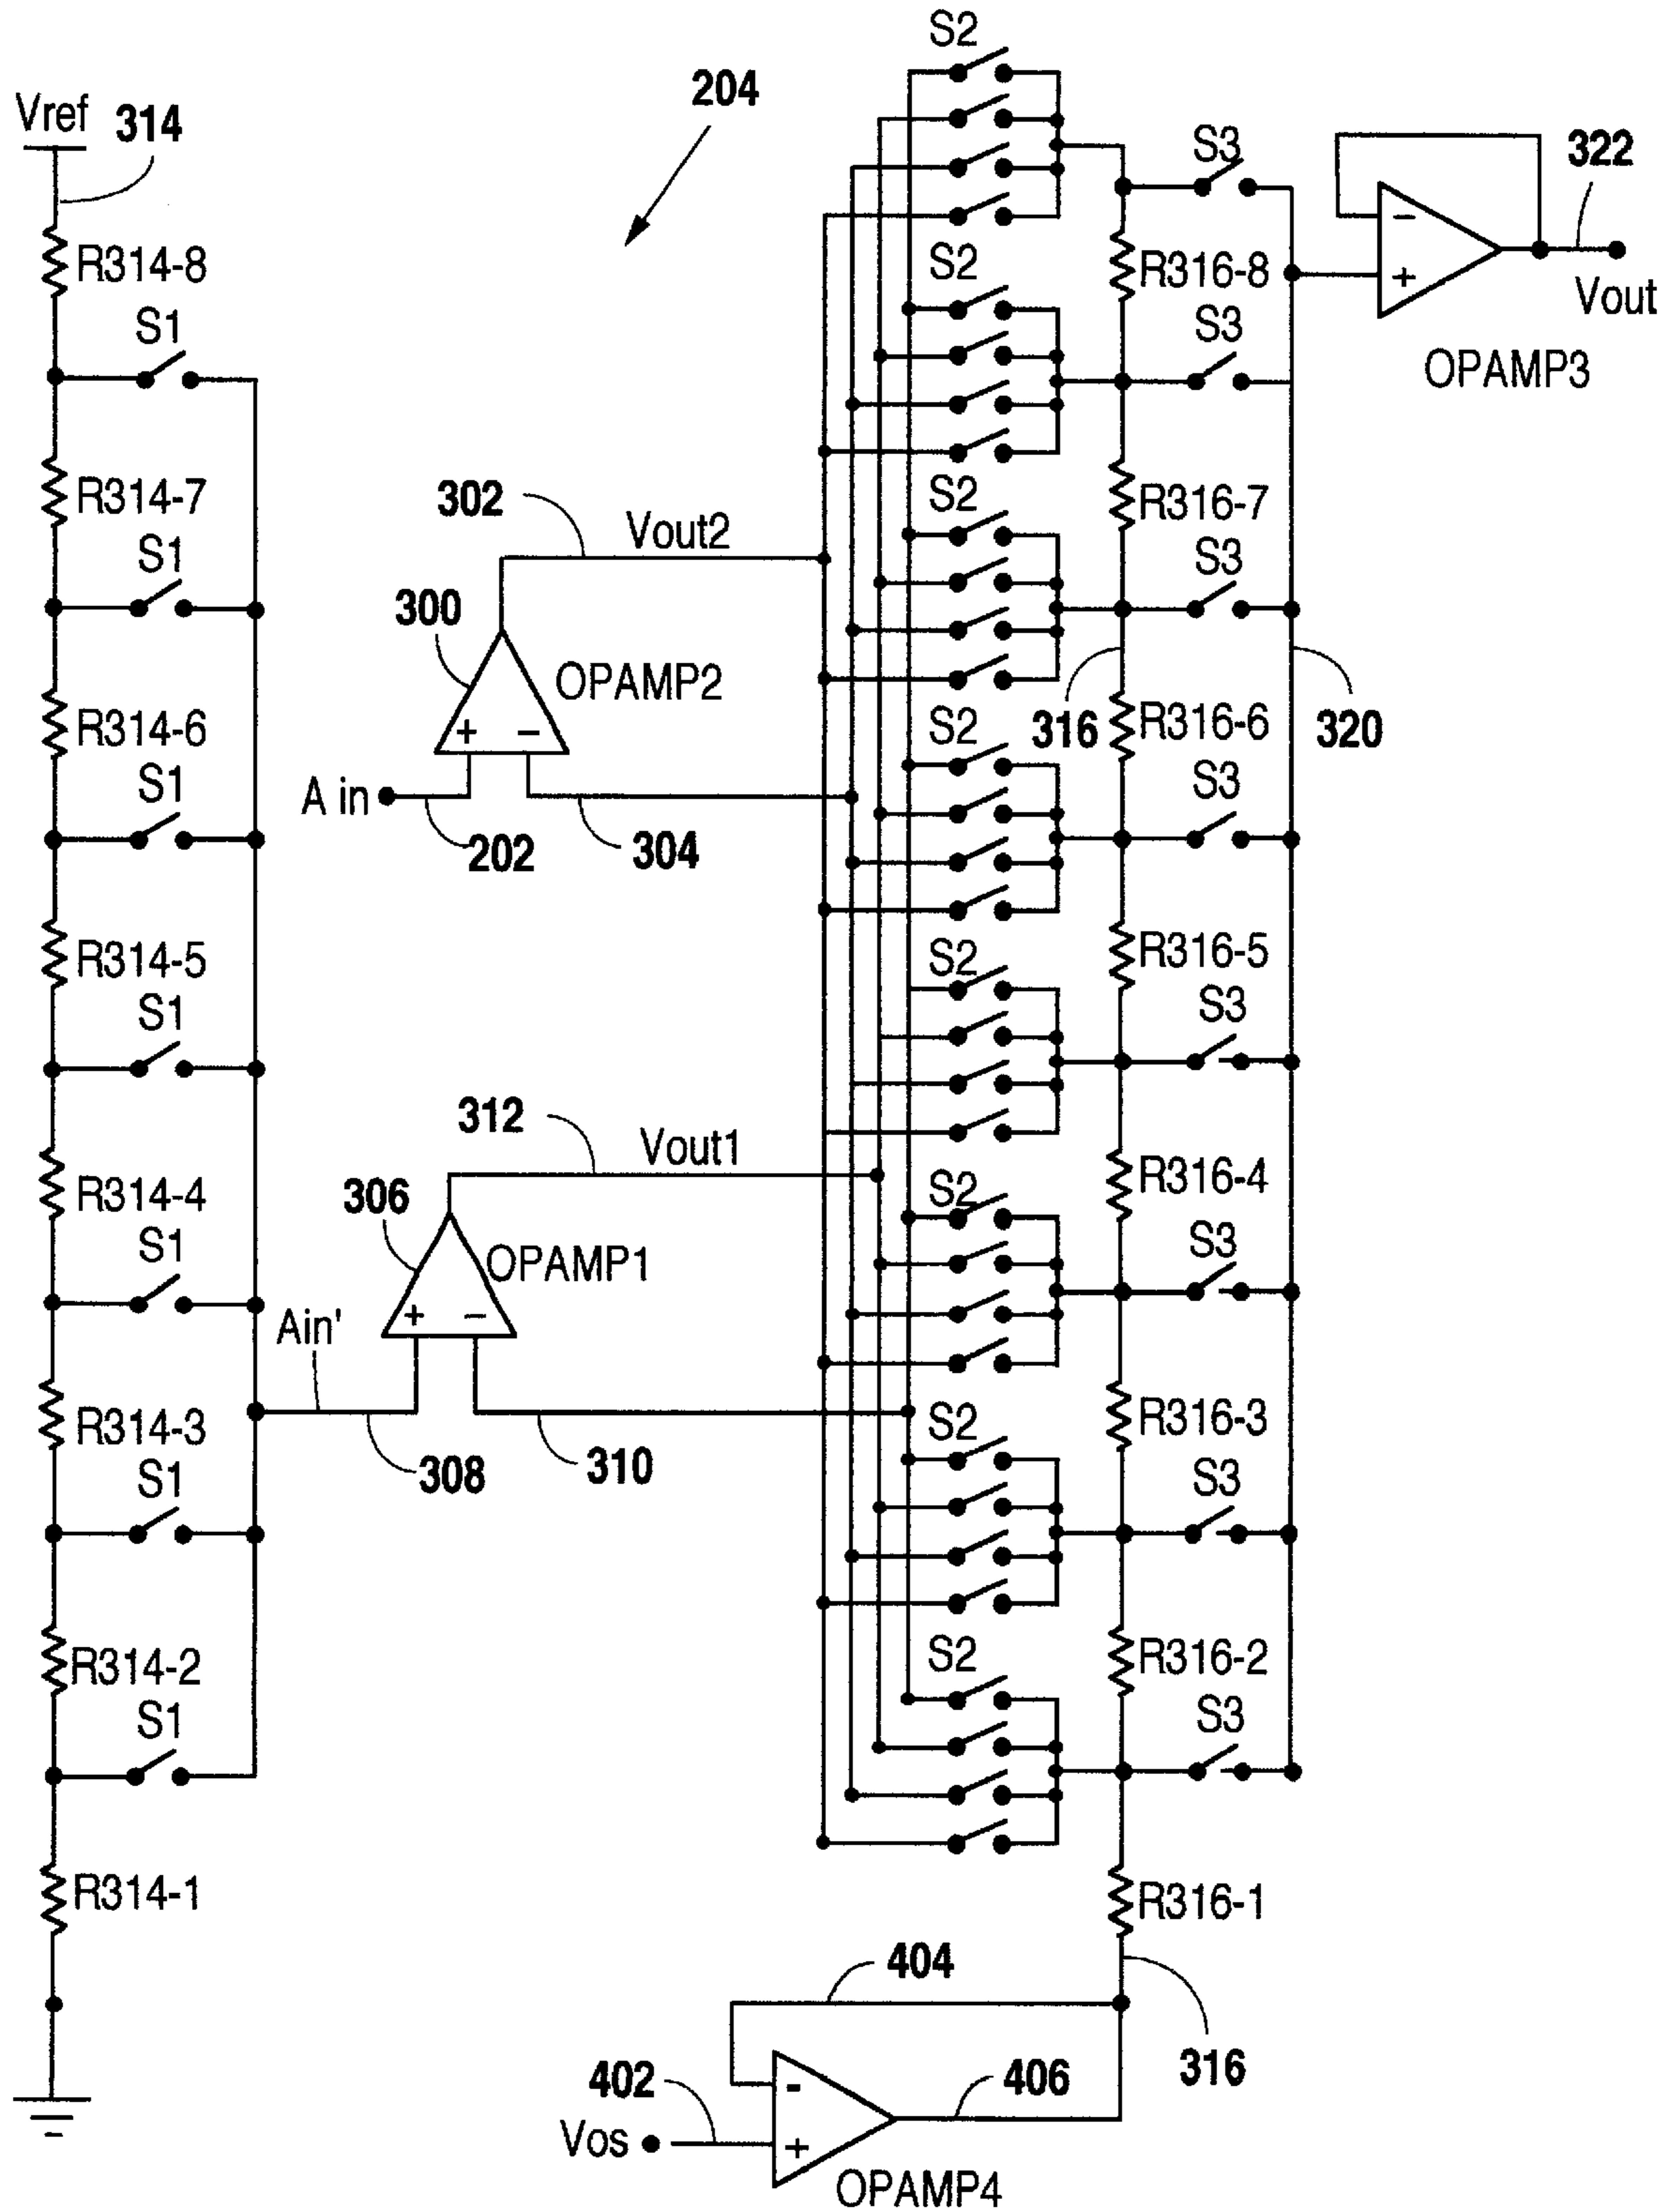 S2
204
Vref 314
S3
322
R314-8
S2
R316-8
Vout
S1
S3
OPAMP3
R314-7
302
Vout2
S2
R316-7
S1
S3
300
OPAMP2
R314-6
S2
316
R316-6
320
S1
S3
A in
202
304
R314-5
S2
R316-5
S1
S3
312
Vout1
R314-4
306
S2
R316-4
S1
OPAMP1
S3
Ain'
R314-3
S2
R316-3
308
310
S1
S3
R314-2
S2
R316-2
S1
S3
R314-1
R316-1
404
402
406
316
Vos
OPAMP4